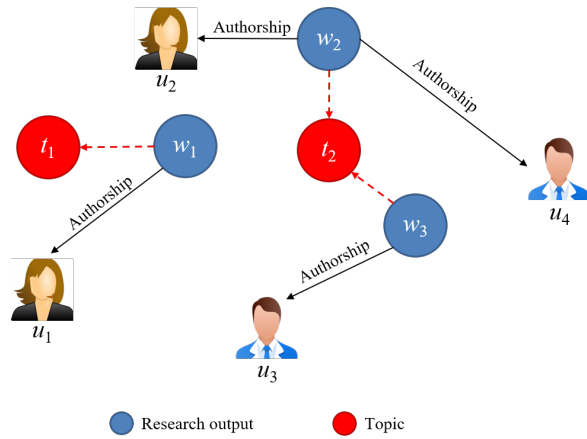 Authorship
w2
u2
Authorship
t1
w1
t2
u4
Authorship
w3
Authorship
u1
u3
Research output
Topic